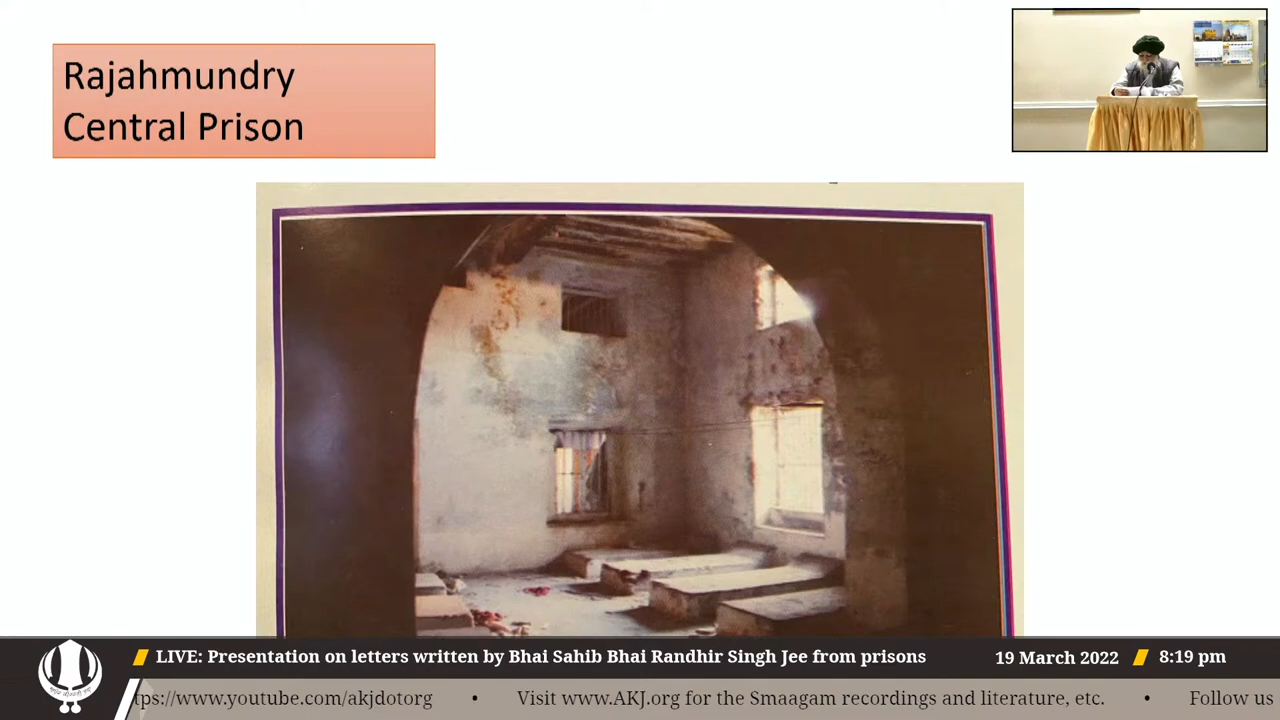 Rajahmundry
Central Prison
LIVE: Presentation on letters written by Bhai Sahib Bhai Randhir Singh Jee from prisons
19 March 2022
8:19 pm
tps://www.youtube.com/akjdotorg • Visit www.AKJ.org for the Smaagam recordings and literature, etc. • Follow us